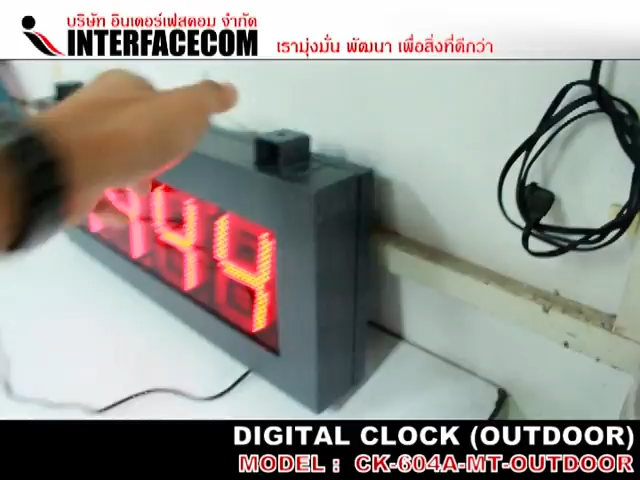 บริษัท อินเตอร์เฟสคอม จำกัด
INTERFACECOM
เรามุ่งมั่น พัฒนา เพื่อสิ่งที่ดีกว่า
444
DIGITAL CLOCK (OUTDOOR)
MODEL : CK-604A-MT-OUTDOOR